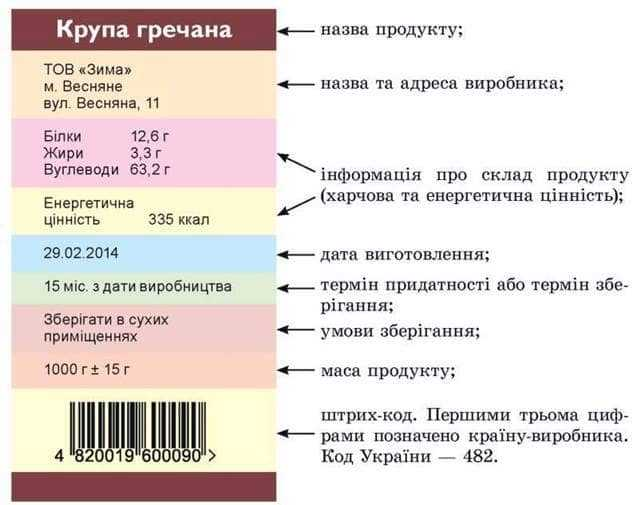 Крупа гречана
назва продукту;
ТОВ «Зима»
м. Весняне
вул. Весняна, 11
назва та адреса виробника;
Білки 12,6 г
Жири 3,3 г
Вуглеводи 63,2 г
Енергетична
цінність 335 ккал
інформація про склад продукту
(харчова та енергетична цінність);
29.02.2014
дата виготовлення;
15 міс. з дати виробництва
термін придатності або термін збе-
рігання;
Зберігати в сухих
приміщеннях
умови зберігання;
1000 г ± 15 г
маса продукту;
4 820019 600090 >
штрих-код. Першими трьома циф-
рами позначено країну-виробника.
Код України — 482.